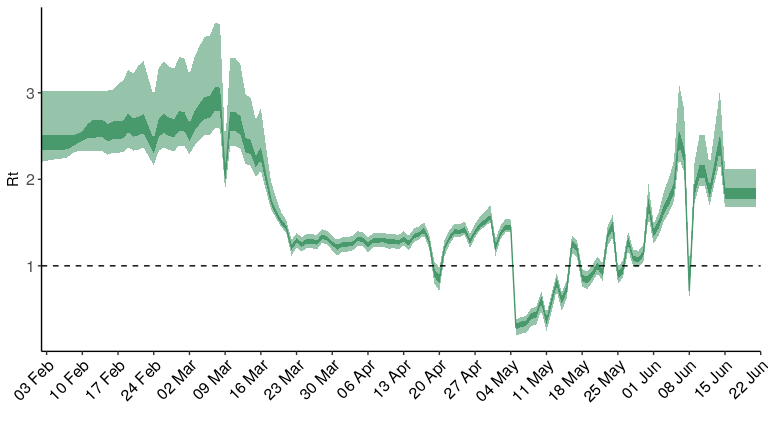 Rt
3
2
1
03 Feb
10 Feb
17 Feb
24 Feb
02 Mar
09 Mar
16 Mar
23 Mar
30 Mar
06 Apr
13 Apr
20 Apr
27 Apr
04 May
11 May
18 May
25 May
01 Jun
08 Jun
15 Jun
22 Jun